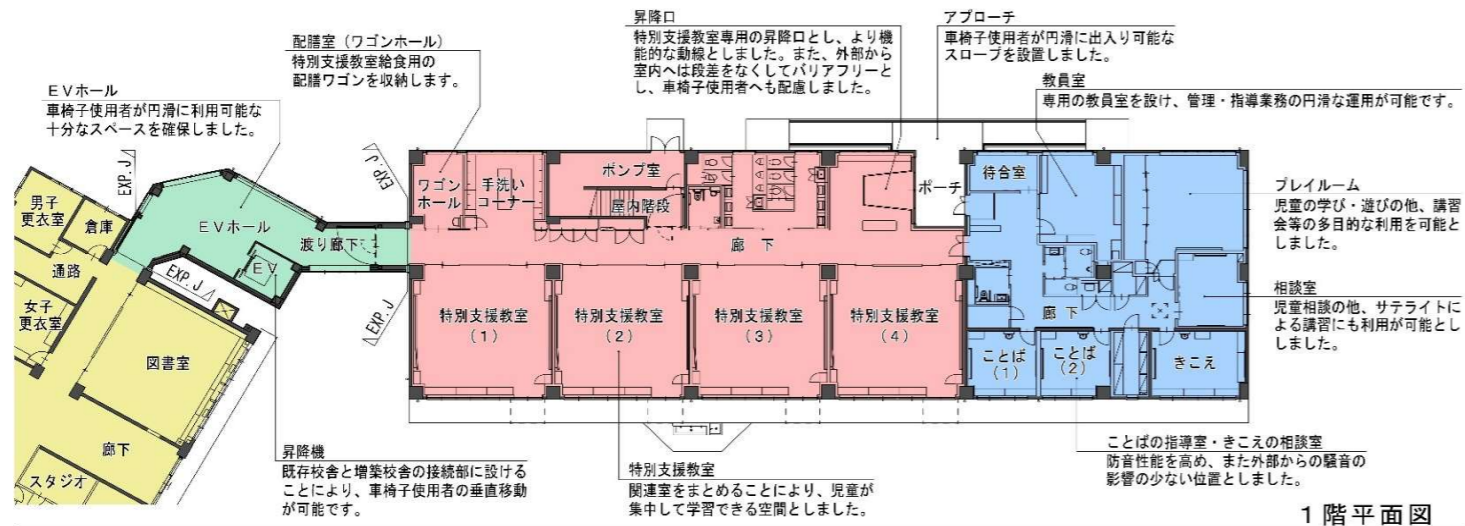 昇降口
特別支援教室専用の昇降口とし、より機
能的な動線としました。また、外部から
室内へは段差をなくしてバリアフリーと
し、車椅子使用者へも配慮しました。
アプローチ
車椅子使用者が円滑に出入り可能な
スロープを設置しました。
配膳室（ワゴンホール）
特別支援教室給食用の
配膳ワゴンを収納します。
教員室
専用の教員室を設け、管理・指導業務の円滑な運用が可能です。
ＥＶホール
車椅子使用者が円滑に利用可能な
十分なスペースを確保しました。
EXP.J
EXP.J
男子
更衣室
倉庫
ＥＶホール
渡り廊下
ＥＶ
EXP.J
EXP.J
通路
女子
更衣室
図書室
廊下
スタジオ
ワゴン
ホール
手洗い
コーナー
ポンプ室
屋内階段
廊下
ポーチ
待合室
特別支援教室
(1)
特別支援教室
(2)
特別支援教室
(3)
特別支援教室
(4)
廊下
ことば
(1)
ことば
(2)
きこえ
プレイルーム
児童の学び・遊びの他、講習
会等の多目的な利用を可能と
しました。
相談室
児童相談の他、サテライトに
よる講習にも利用が可能とし
しました。
昇降機
既存校舎と増築校舎の接続部に設ける
ことにより、車椅子使用者の垂直移動
が可能です。
特別支援教室
関連室をまとめることにより、児童が
集中して学習できる空間としました。
ことばの指導室・きこえの相談室
防音性能を高め、また外部からの騒音の
影響の少ない位置としました。
１階平面図